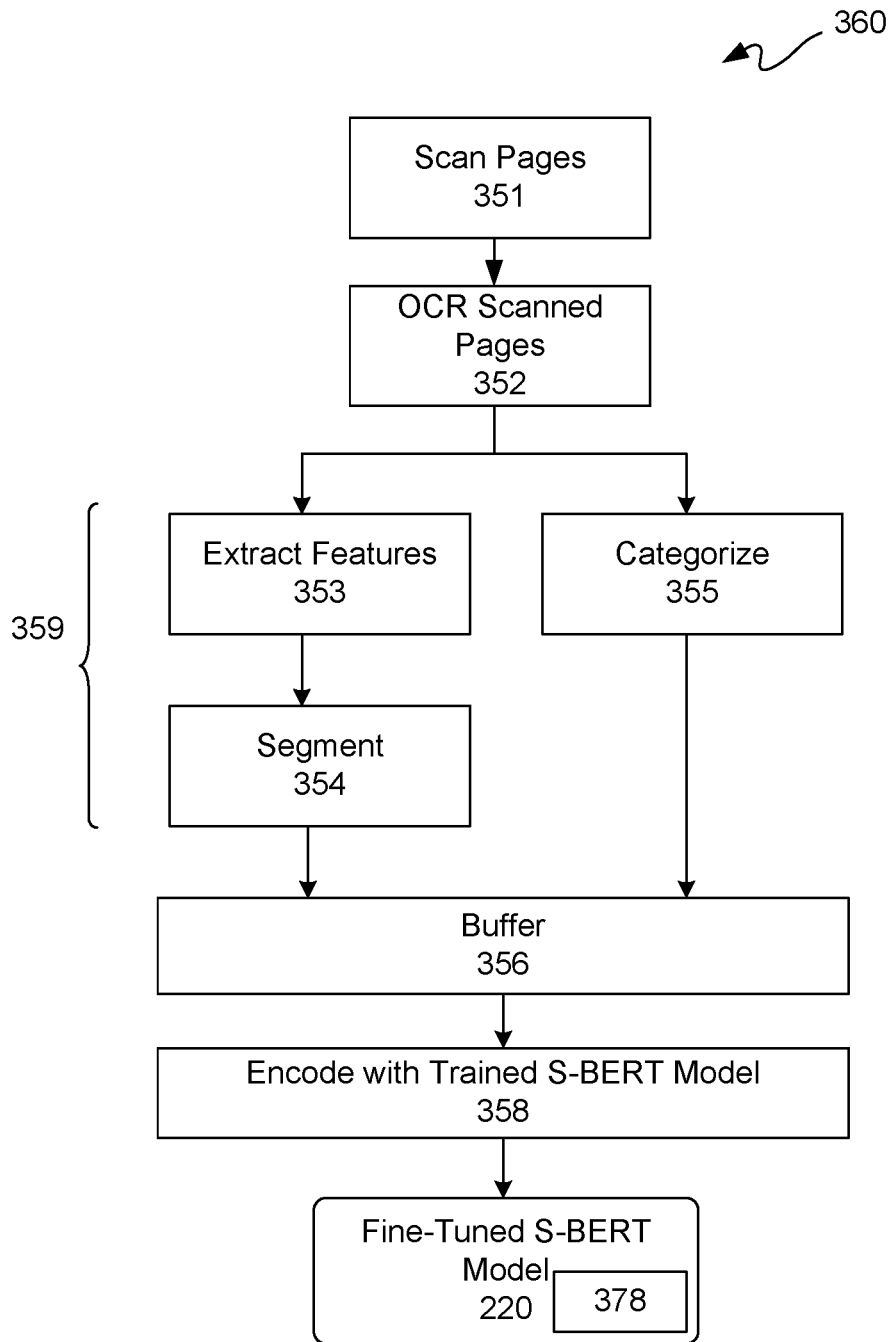 360
Scan Pages
351
OCR Scanned
Pages
352
Extract Features
353
Categorize
355
359
Segment
354
Buffer
356
Encode with Trained S-BERT Model
358
Fine-Tuned S-BERT
Model
220
378